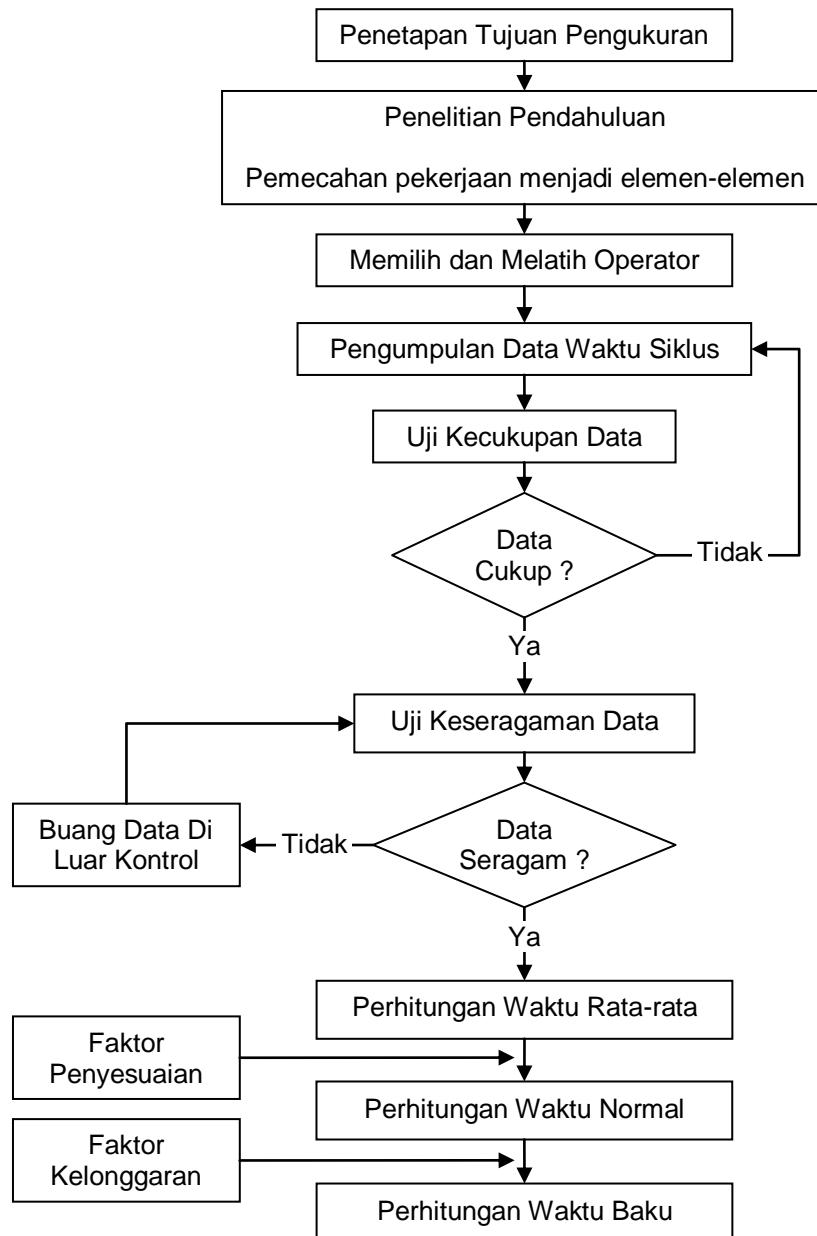 Penetapan Tujuan Pengukuran
Penelitian Pendahuluan
Pemecahan pekerjaan menjadi elemen-elemen
Memilih dan Melatih Operator
Pengumpulan Data Waktu Siklus
Uji Kecukupan Data
Data
Cukup ?
Tidak
Ya
Uji Keseragaman Data
Buang Data Di
Luar Kontrol
Tidak
Data
Seragam ?
Ya
Perhitungan Waktu Rata-rata
Faktor
Penyesuaian
Perhitungan Waktu Normal
Faktor
Kelonggaran
Perhitungan Waktu Baku